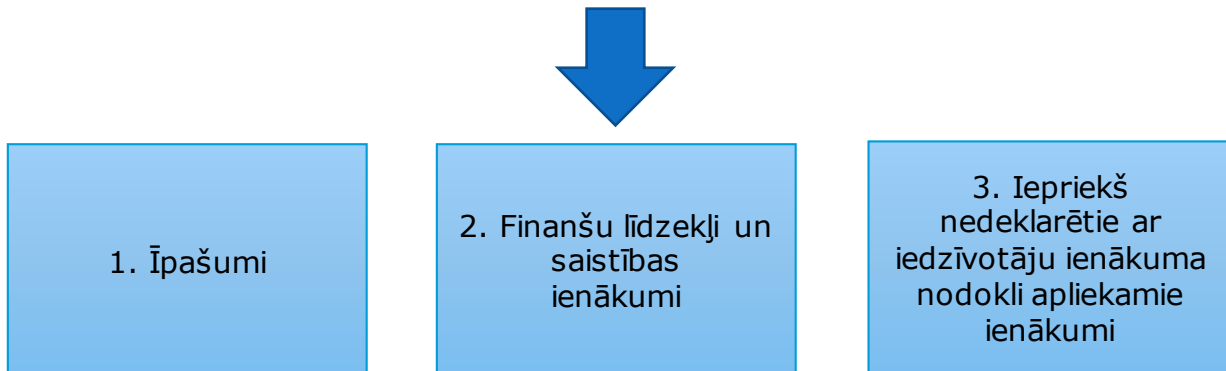 1. Īpašumi
2. Finanšu līdzekļi un
saistības
ienākumi
3. Iepriekš
nedeklarētie ar
iedzīvotāju ienākuma
nodokli apliekamie
ienākumi